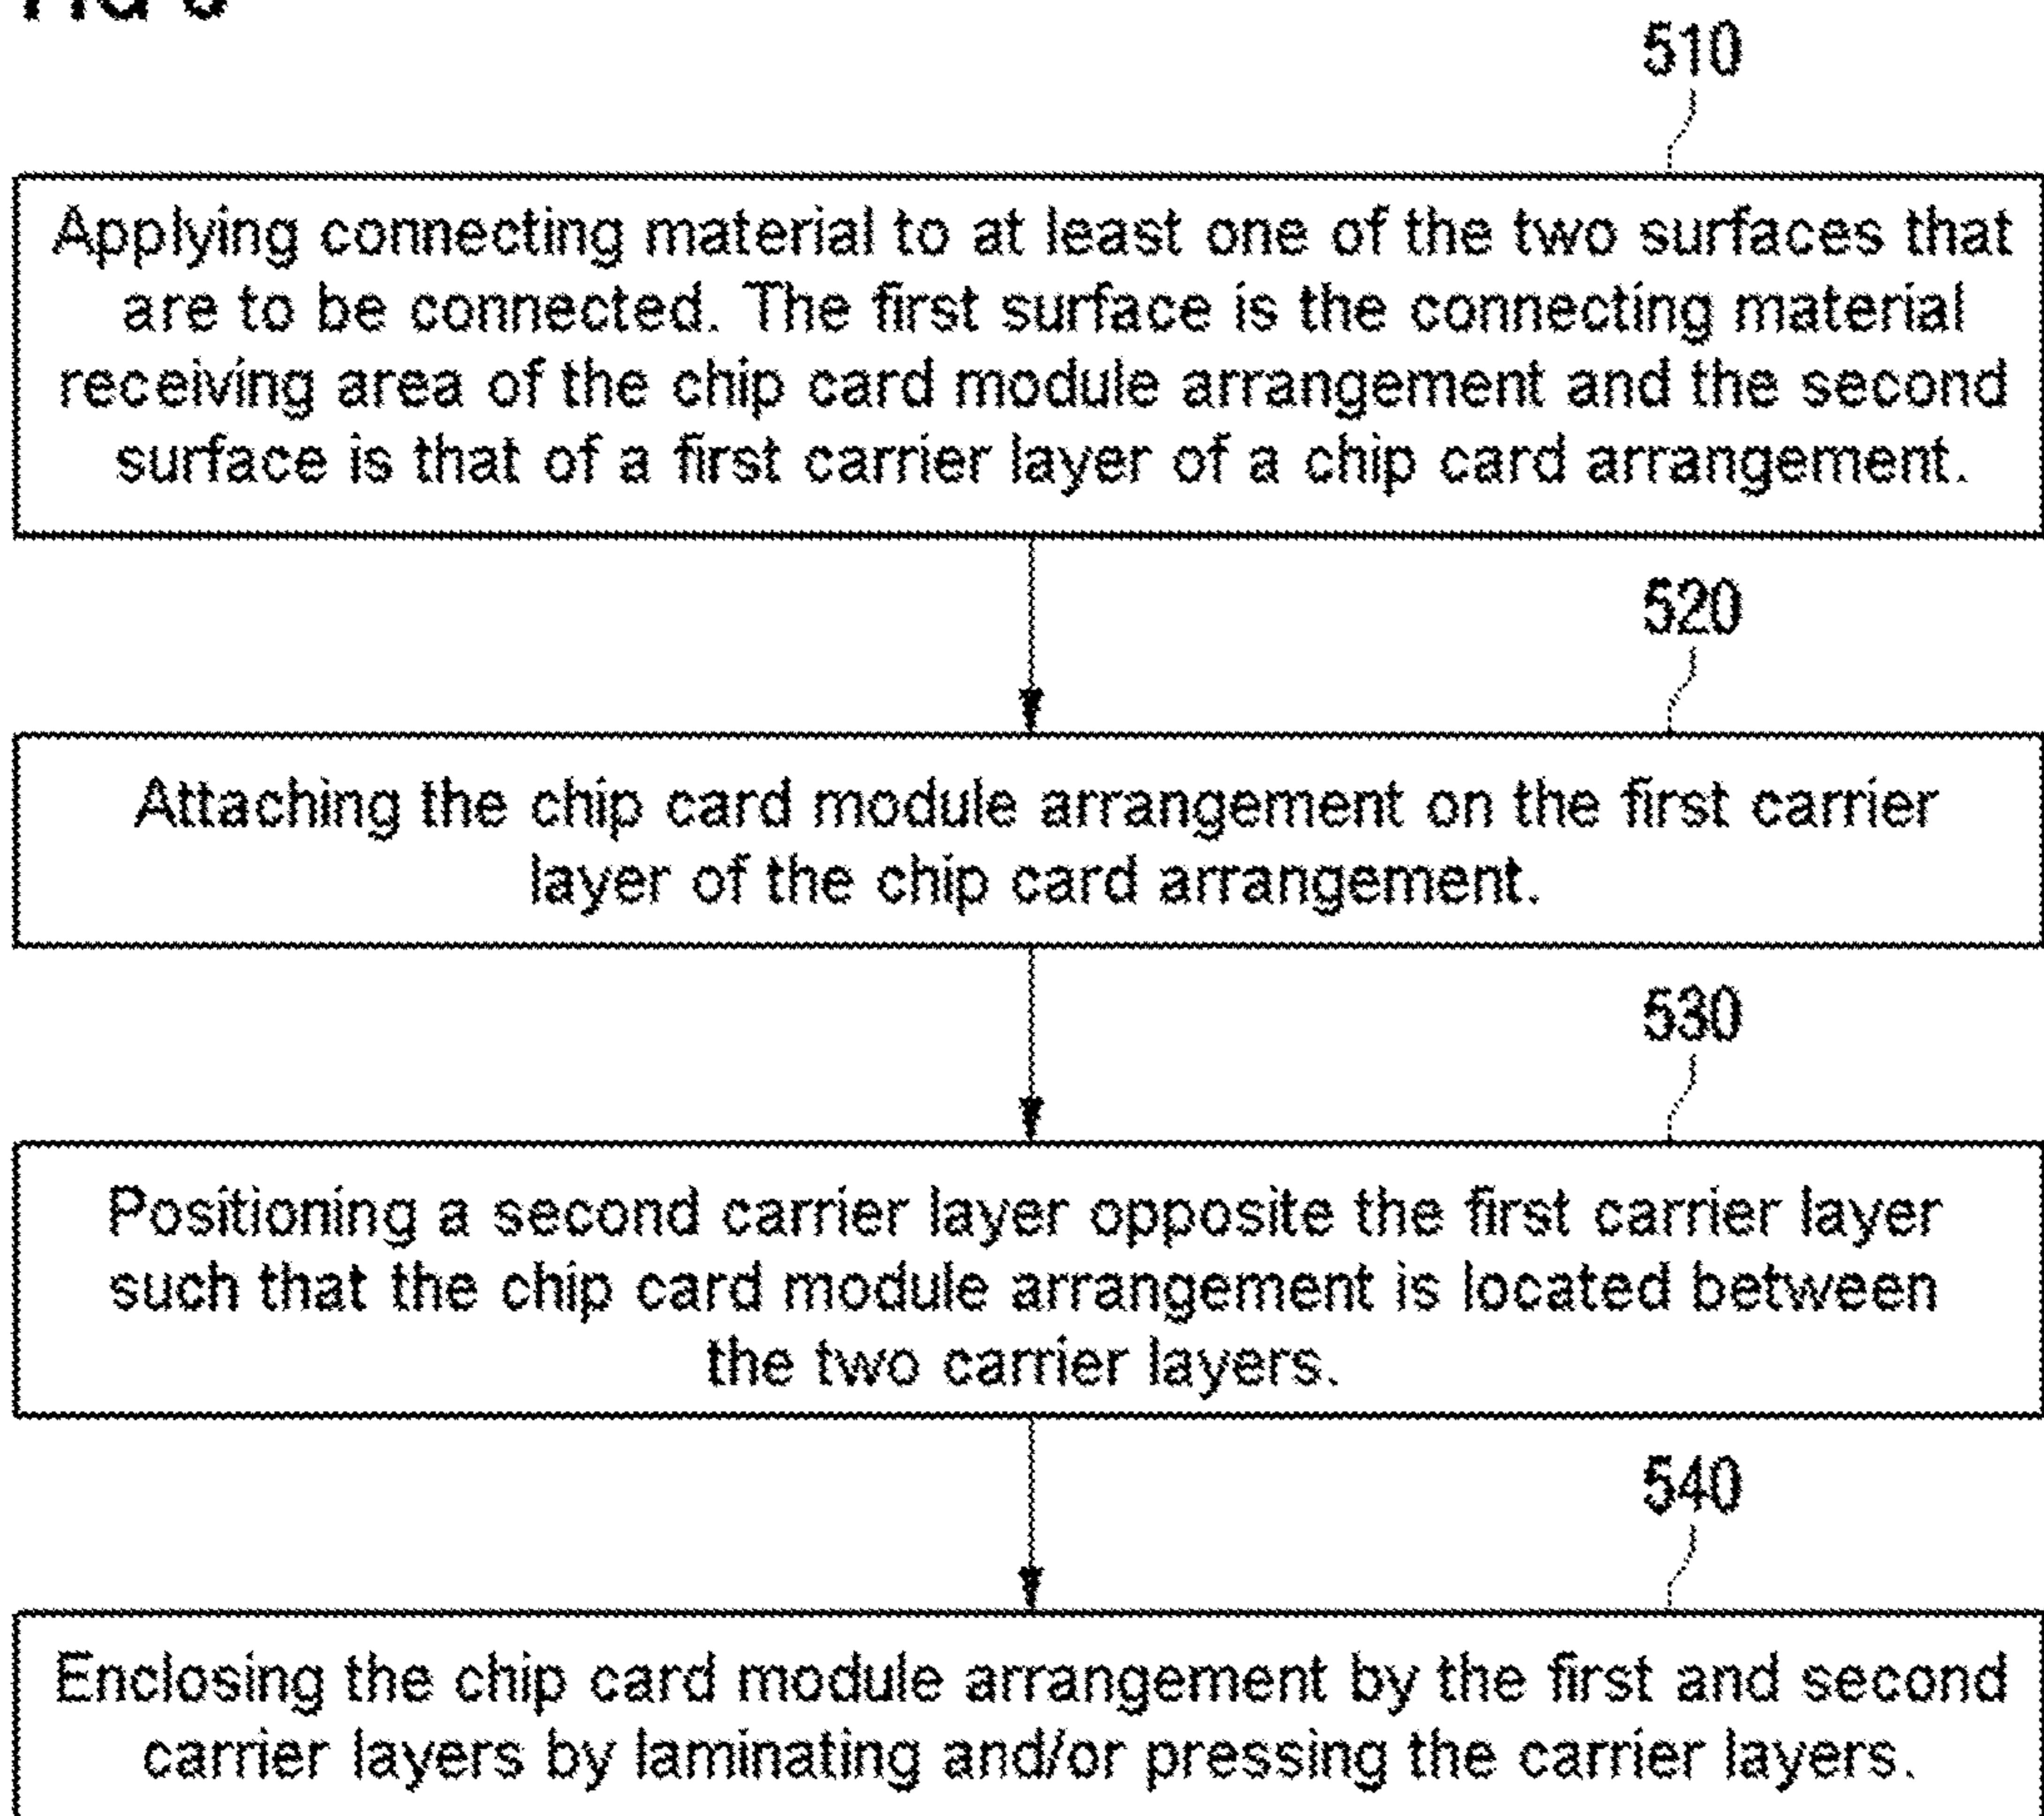 510
Applying connecting material to at least one of the two surfaces that
are to be connected. The first surface is the connecting material
receiving area of the chip card module arrangement and the second
surface is that of a first carrier layer of a chip card arrangement.
520
Attaching the chip card module arrangement on the first carrier
layer of the chip card arrangement.
530
Positioning a second carrier layer opposite the first carrier layer
such that the chip card module arrangement is located between
the two carrier layers.
540
Enclosing the chip card module arrangement by the first and second
carrier layers by laminating and/or pressing the carrier layers.